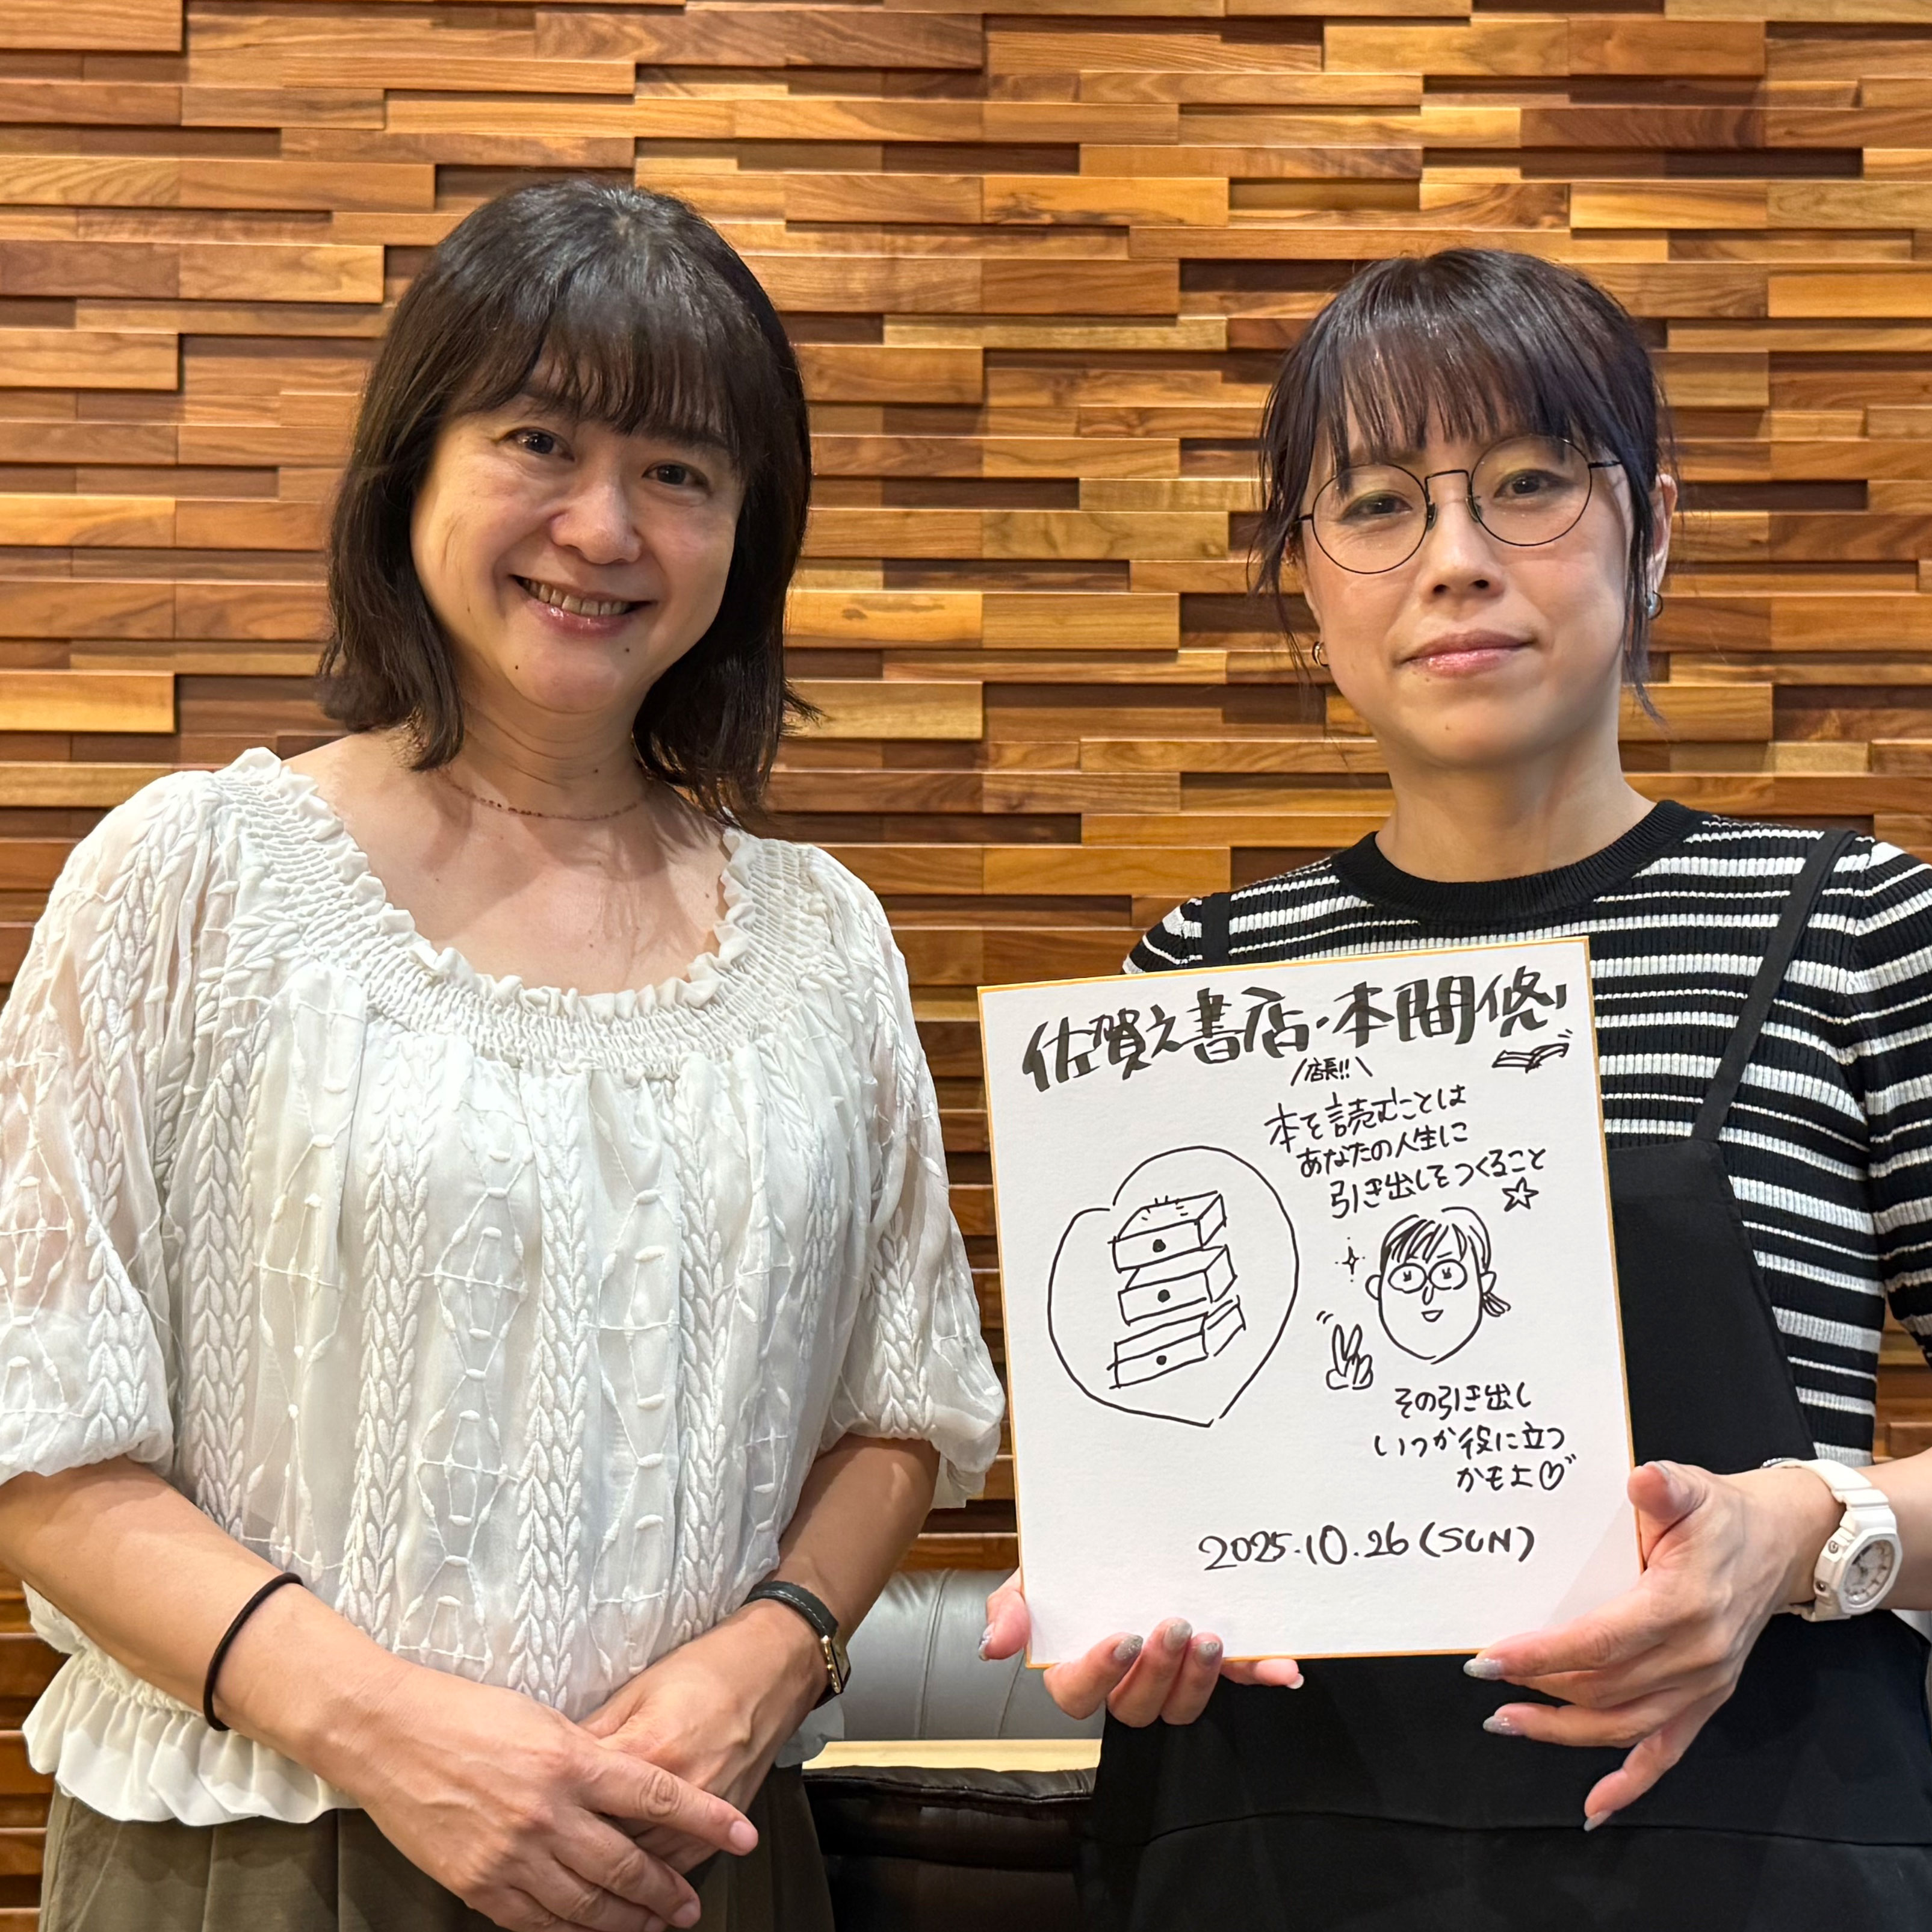 佐賀之書店・本間悠
店長!!
本を読むことは
あなたの人生に
引き出しをつくること
その引き出し
いつか役に立つ
かもよ♡
2025.10.26(SUN)